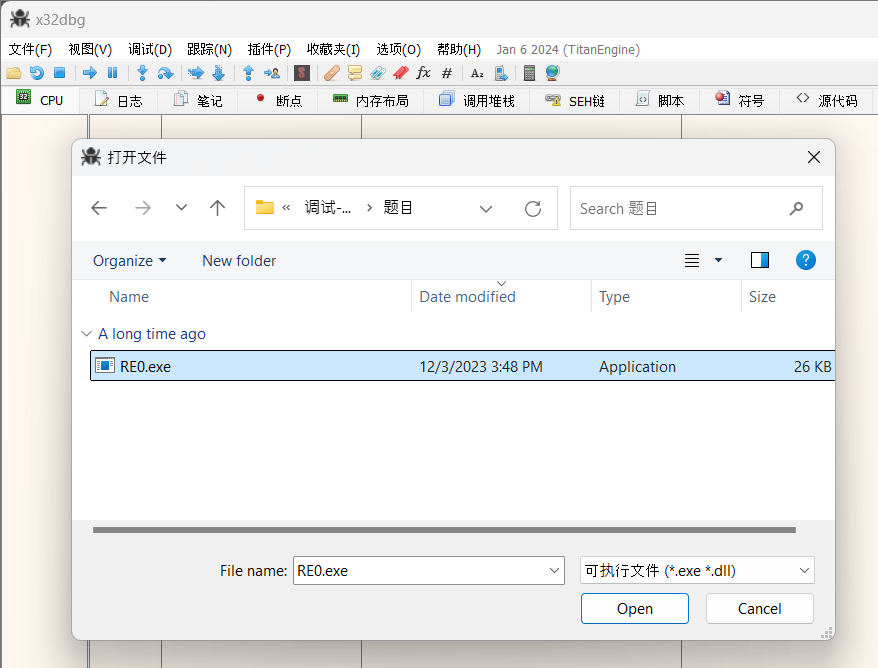 x32dbg
文件(F) 视图(V) 调试(D) 跟踪(N) 插件(P) 收藏夹(I) 选项(O) 帮助(H) Jan 6 2024 (TitanEngine)
CPU 日志 笔记 断点 内存布局 调用堆栈 SEH链 脚本 符号 源代码
打开文件
« 调试-... › 题目 Search 题目
Organize New folder
Name Date modified Type Size
A long time ago
RE0.exe 12/3/2023 3:48 PM Application 26 KB
File name: RE0.exe 可执行文件 (*.exe *.dll)
Open Cancel